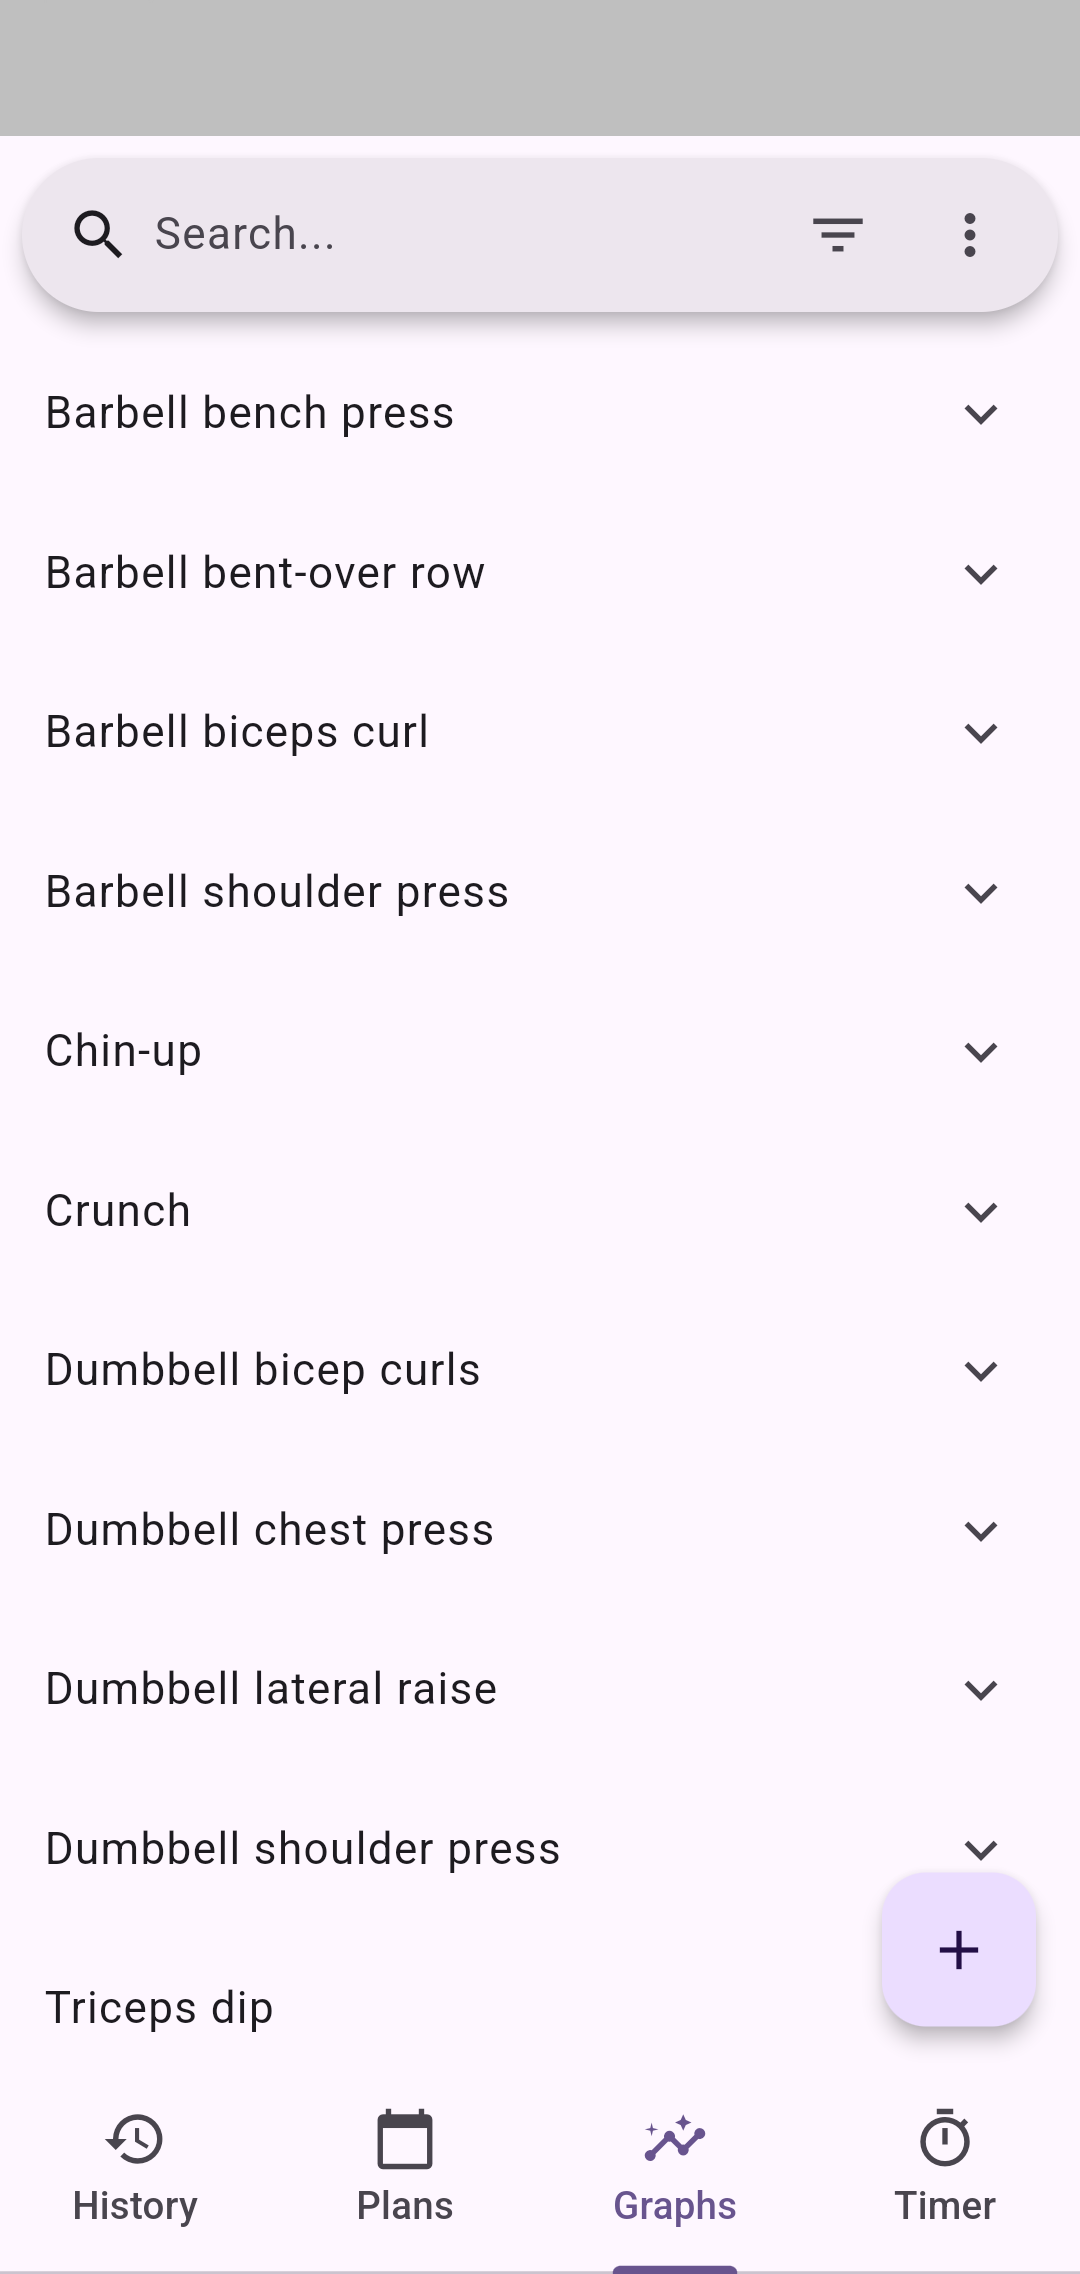 Search...
Barbell bench press
Barbell bent-over row
Barbell biceps curl
Barbell shoulder press
Chin-up
Crunch
Dumbbell bicep curls
Dumbbell chest press
Dumbbell lateral raise
Dumbbell shoulder press
Triceps dip
History
Plans
Graphs
Timer